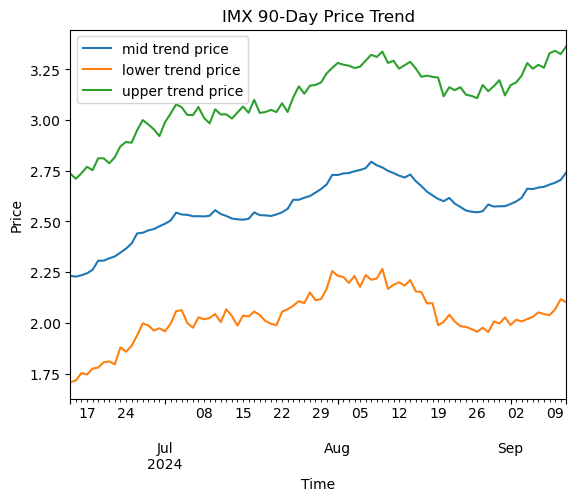 IMX 90-Day Price Trend
mid trend price
lower trend price
upper trend price
Price
3.25
3.00
2.75
2.50
2.25
2.00
1.75
17 24 08 15 22 29 05 12 19 26 02 09
Jul Aug Sep
2024
Time